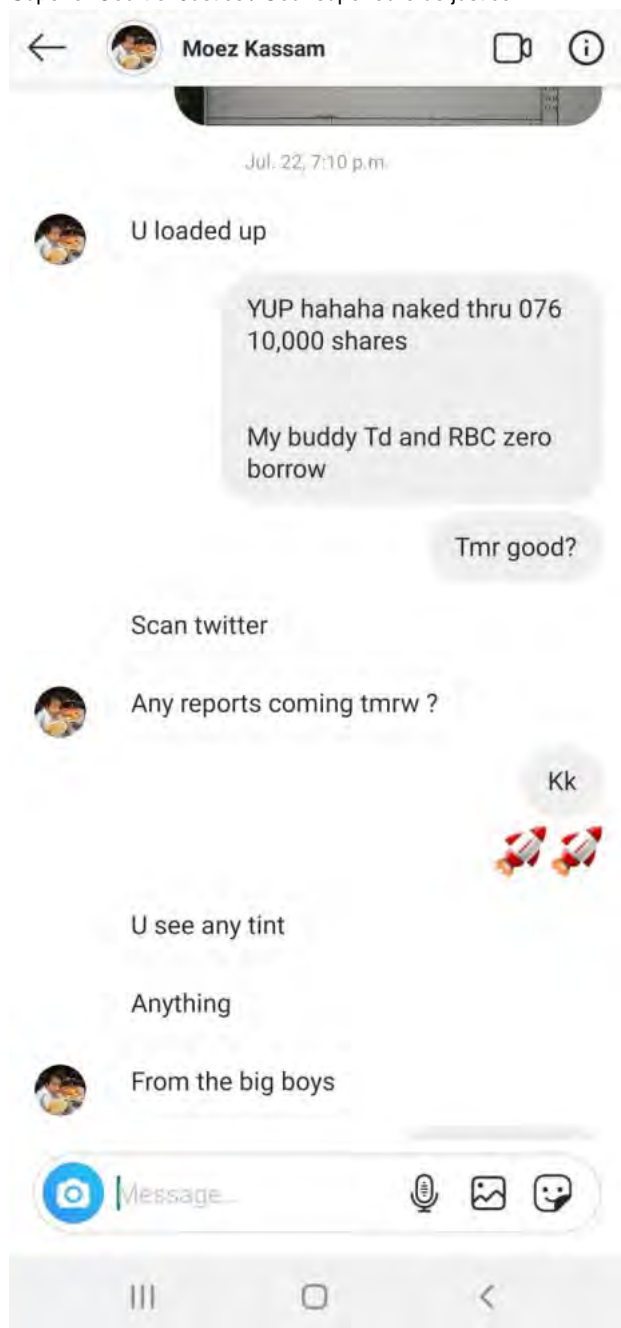 Moez Kassam
Jul. 22, 7:10 p.m.
U loaded up
YUP hahaha naked thru 076
10,000 shares
My buddy Td and RBC zero
borrow
Tmr good?
Scan twitter
Any reports coming tmrw ?
Kk
U see any tint
Anything
From the big boys
Message...